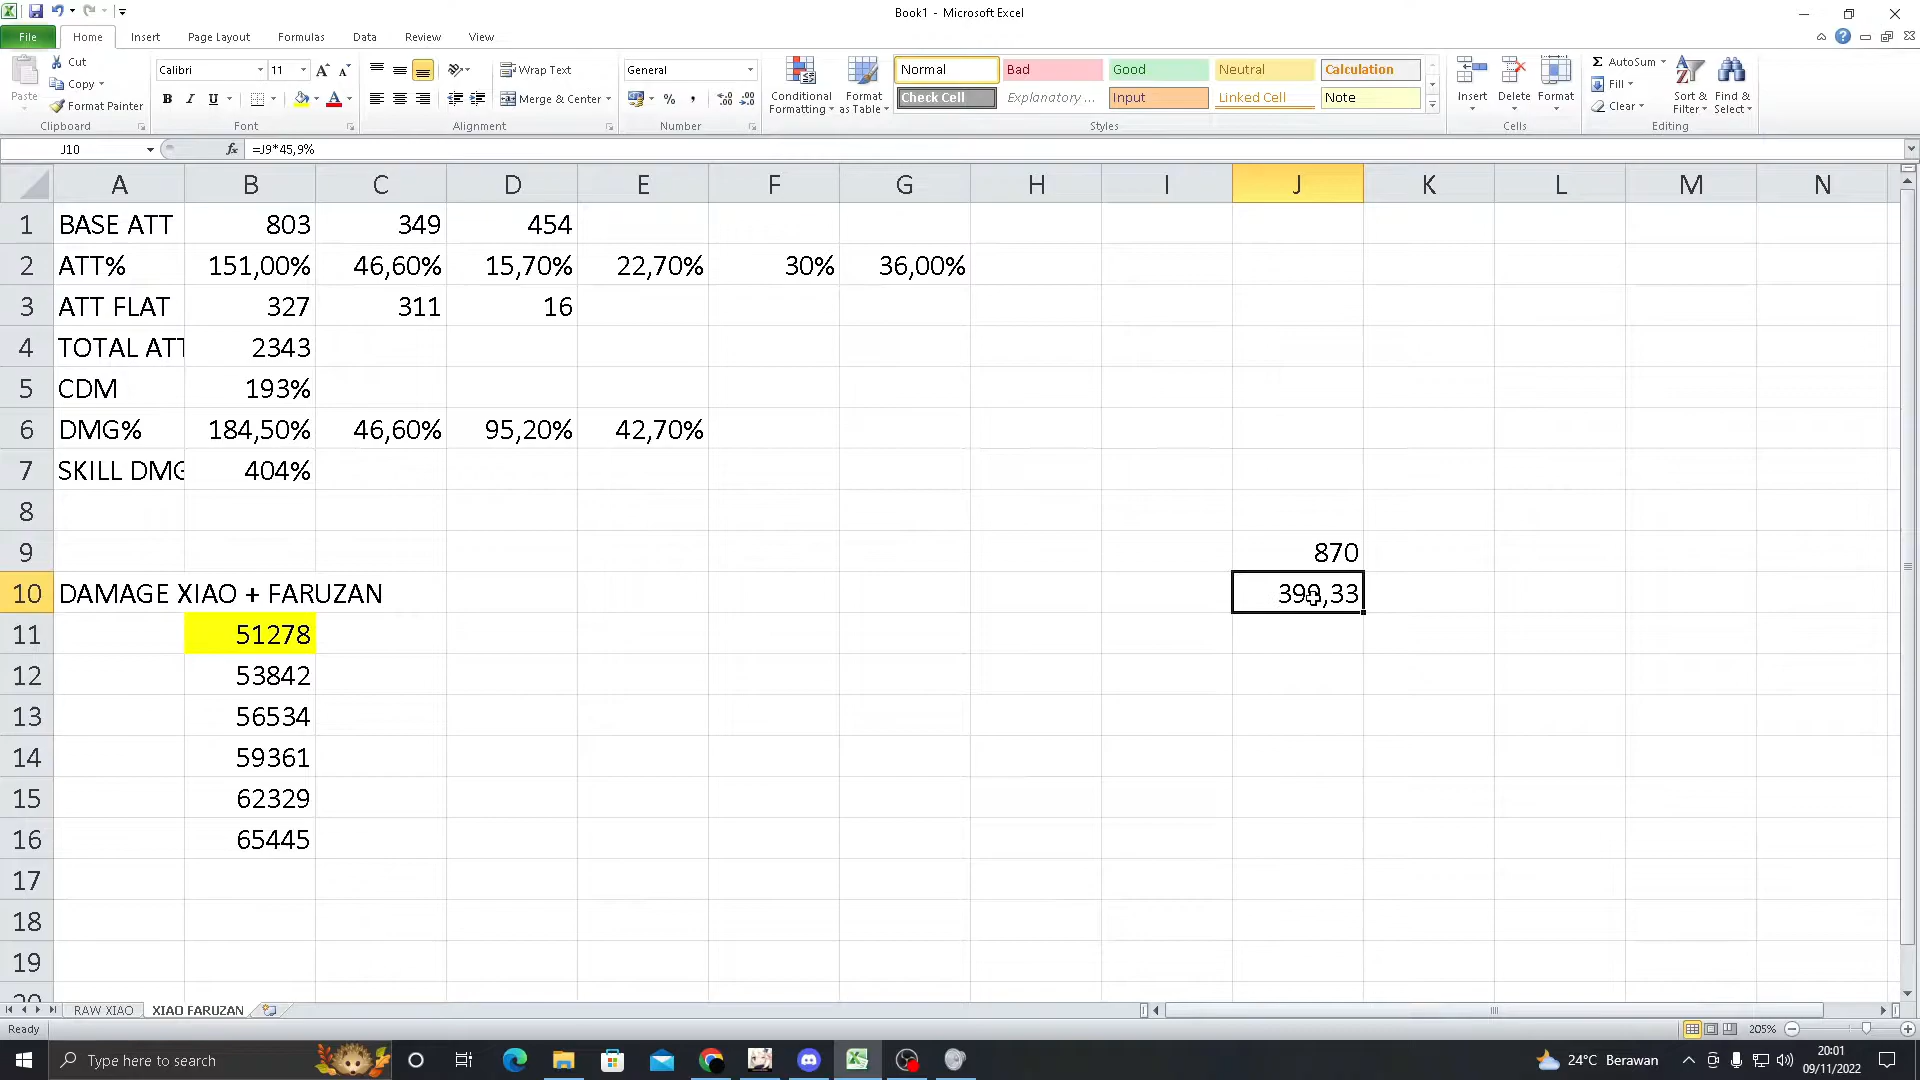 Book1 - Microsoft Excel
File Home Insert Page Layout Formulas Data Review View
Paste
Cut
Copy
Format Painter
Calibri 11
B I U
Wrap Text
Merge & Center
General
Conditional Formatting
Format as Table
Normal Bad Good Neutral Calculation
Check Cell Explanatory ... Input Linked Cell Note
Insert Delete Format
AutoSum
Fill
Clear
Sort & Filter
Find & Select
Clipboard Font Alignment Number Styles Cells Editing
J10 fx =J9*45,9%
A B C D E F G H I J K L M N
1 BASE ATT 803 349 454
2 ATT% 151,00% 46,60% 15,70% 22,70% 30% 36,00%
3 ATT FLAT 327 311 16
4 TOTAL ATT 2343
5 CDM 193%
6 DMG% 184,50% 46,60% 95,20% 42,70%
7 SKILL DMG 404%
8
9 870
10 DAMAGE XIAO + FARUZAN
11 51278
12 53842
13 56534
14 59361
15 62329
16 65445
17
18
19
20
RAW XIAO XIAO FARUZAN
Ready 205%
Type here to search
24°C Berawan
20:01
09/11/2022